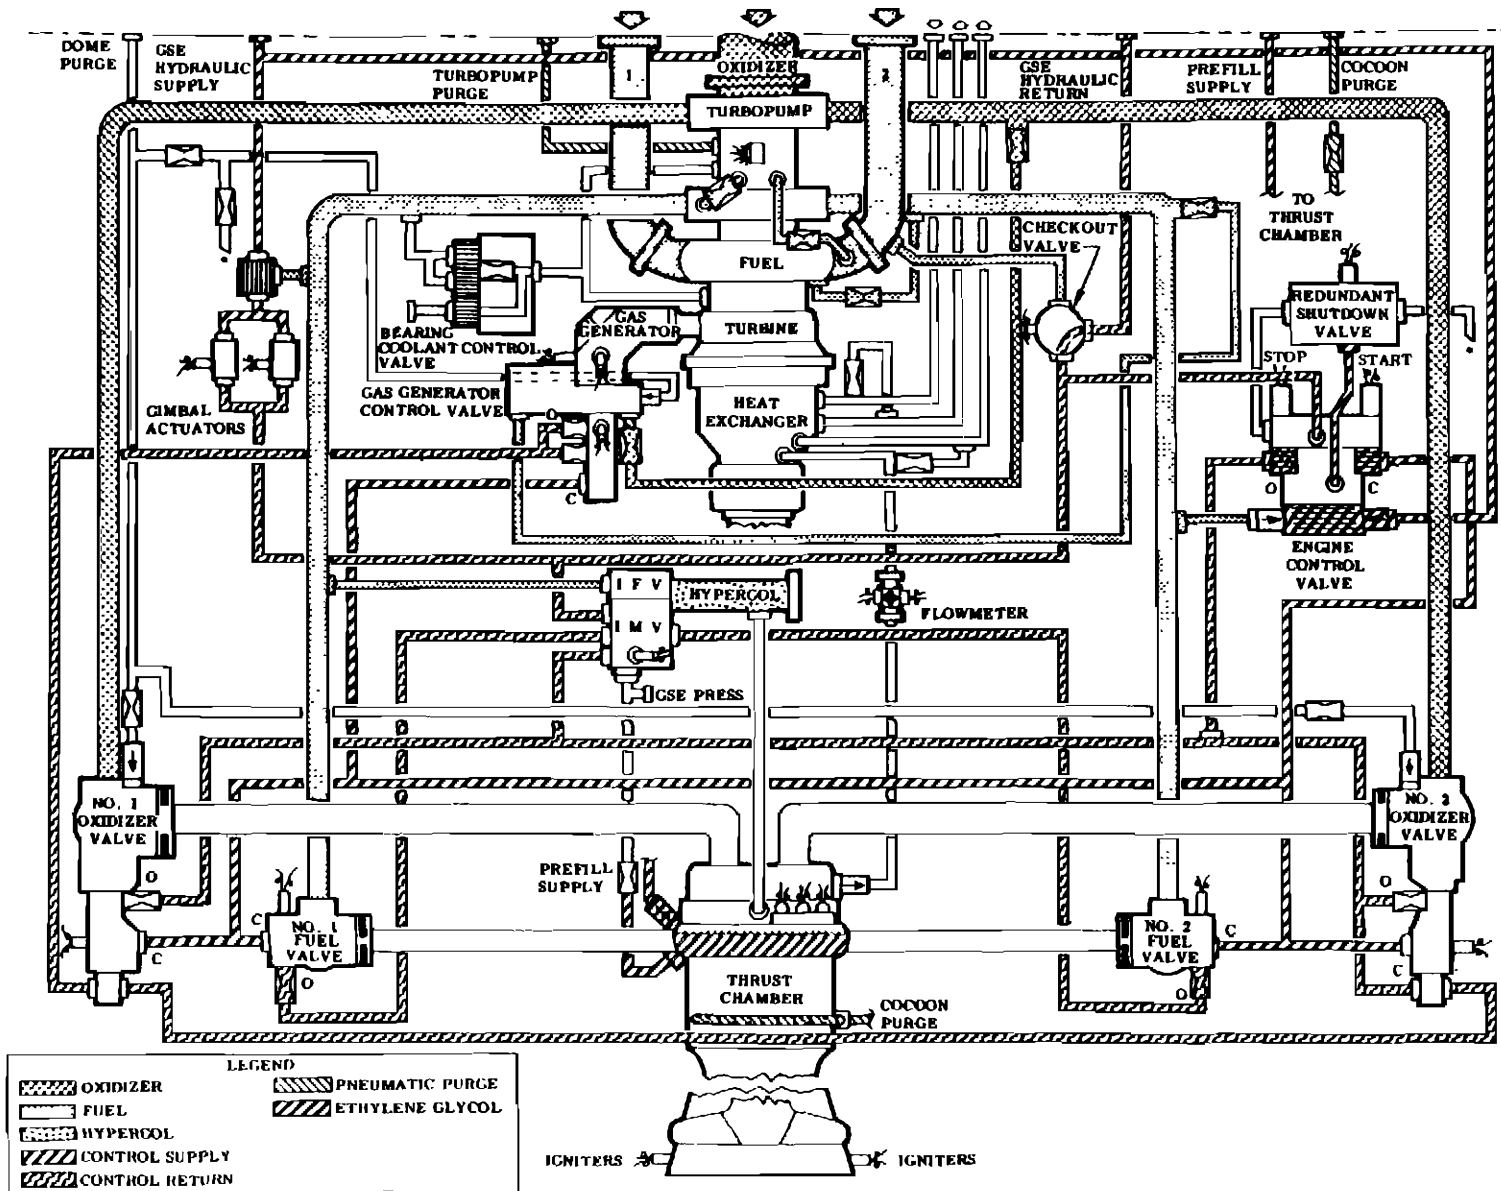 DOME
PURGE
GSE
HYDRAULIC
SUPPLY
TURBOPUMP
PURGE
1
OXIDIZER
2
GSE
HYDRAULIC
RETURN
PREFILL
SUPPLY
COCOON
PURGE
TURBOPUMP
TO
THRUST
CHAMBER
CHECKOUT
VALVE
FUEL
REDUNDANT
SHUTDOWN
VALVE
GAS
GENERATOR
TURBINE
BEARING
COOLANT CONTROL
VALVE
STOP
START
GAS GENERATOR
CONTROL VALVE
HEAT
EXCHANGER
GIMBAL
ACTUATORS
O
C
O
C
ENGINE
CONTROL
VALVE
I F V
HYPERGOL
FLOWMETER
I M V
GSE PRESS
NO. 1
OXIDIZER
VALVE
NO. 2
OXIDIZER
VALVE
PREFILL
SUPPLY
O
O
C
NO. 1
FUEL
VALVE
NO. 2
FUEL
VALVE
C
C
C
O
O
THRUST
CHAMBER
COCOON
PURGE
LEGEND
OXIDIZER
FUEL
HYPERGOL
CONTROL SUPPLY
CONTROL RETURN
PNEUMATIC PURGE
ETHYLENE GLYCOL
IGNITERS
IGNITERS